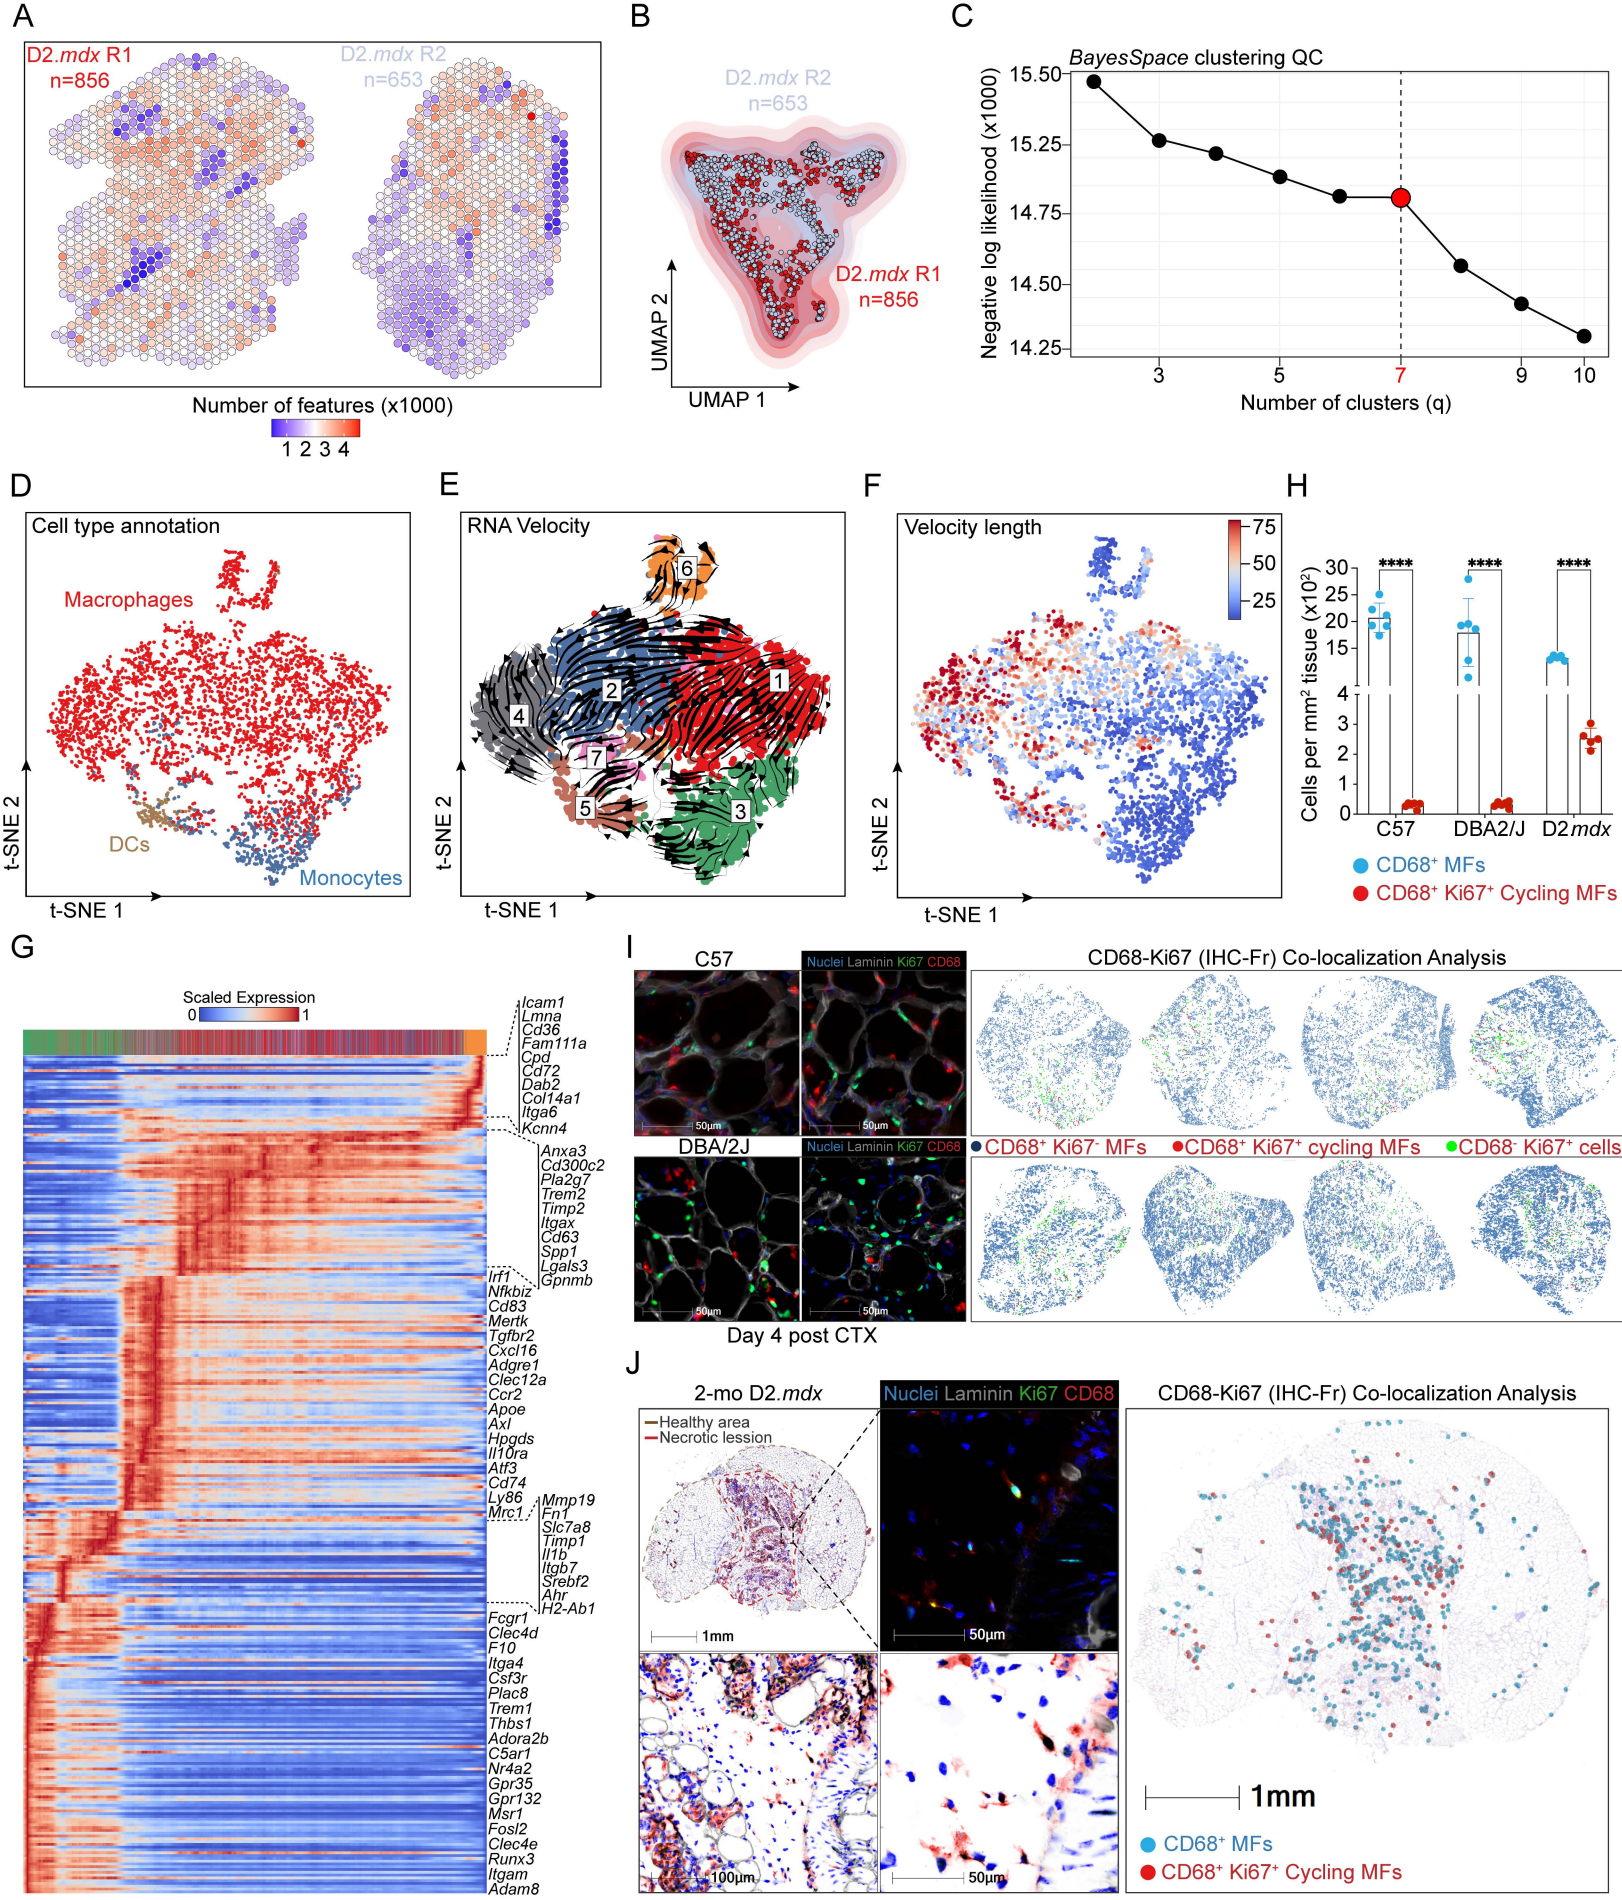 A
D2.mdx R1
n=856
D2.mdx R2
n=653
Number of features (x1000)
1 2 3 4
B
D2.mdx R2
n=653
D2.mdx R1
n=856
UMAP 2
UMAP 1
C
BayesSpace clustering QC
Negative log likelihood (x1000)
15.50
15.25
14.75
14.50
14.25
3 5 7 9 10
Number of clusters (q)
D
Cell type annotation
Macrophages
DCs
Monocytes
t-SNE 2
t-SNE 1
E
RNA Velocity
6
1
2
4
7
5
3
t-SNE 2
t-SNE 1
F
Velocity length
75
50
25
t-SNE 2
t-SNE 1
H
Cells per mm² tissue (x10²)
30
25
20
15
4
3
2
1
0
**** **** ****
C57 DBA2/J D2mdx
CD68⁺ MFs
CD68⁺ Ki67⁺ Cycling MFs
G
Scaled Expression
0 1
Icam1
Lmna
Cd36
Fam111a
Cpd
Cd72
Dab2
Col14a1
Itga6
Kcnn4
Anxa3
Cd300c2
Pla2g7
Trem2
Timp2
Itgax
Cd63
Spp1
Lgals3
Gpnmb
Irf1
Nfkbiz
Cd83
Mertk
Tgfbr2
Cxcl16
Adgre1
Clec12a
Ccr2
Apoe
Axl
Hpgds
Il10ra
Atf3
Cd74
Ly86
Mrc1
Mmp19
Fn1
Slc7a8
Timp1
Il1b
Itgb7
Srebf2
Ahr
H2-Ab1
Fcgr1
Clec4d
F10
Itga4
Csf3r
Plac8
Trem1
Thbs1
Adora2b
C5ar1
Nr4a2
Gpr35
Gpr132
Msr1
Fosl2
Clec4e
Runx3
Itgam
Adam8
I
C57
Nuclei Laminin Ki67 CD68
CD68-Ki67 (IHC-Fr) Co-localization Analysis
50µm
50µm
DBA/2J
Nuclei Laminin Ki67 CD68
CD68⁺ Ki67⁻ MFs
CD68⁺ Ki67⁺ cycling MFs
CD68⁻ Ki67⁺ cells
50µm
50µm
Day 4 post CTX
J
2-mo D2.mdx
Nuclei Laminin Ki67 CD68
CD68-Ki67 (IHC-Fr) Co-localization Analysis
Healthy area
Necrotic lession
1mm
50µm
100µm
50µm
1mm
CD68⁺ MFs
CD68⁺ Ki67⁺ Cycling MFs